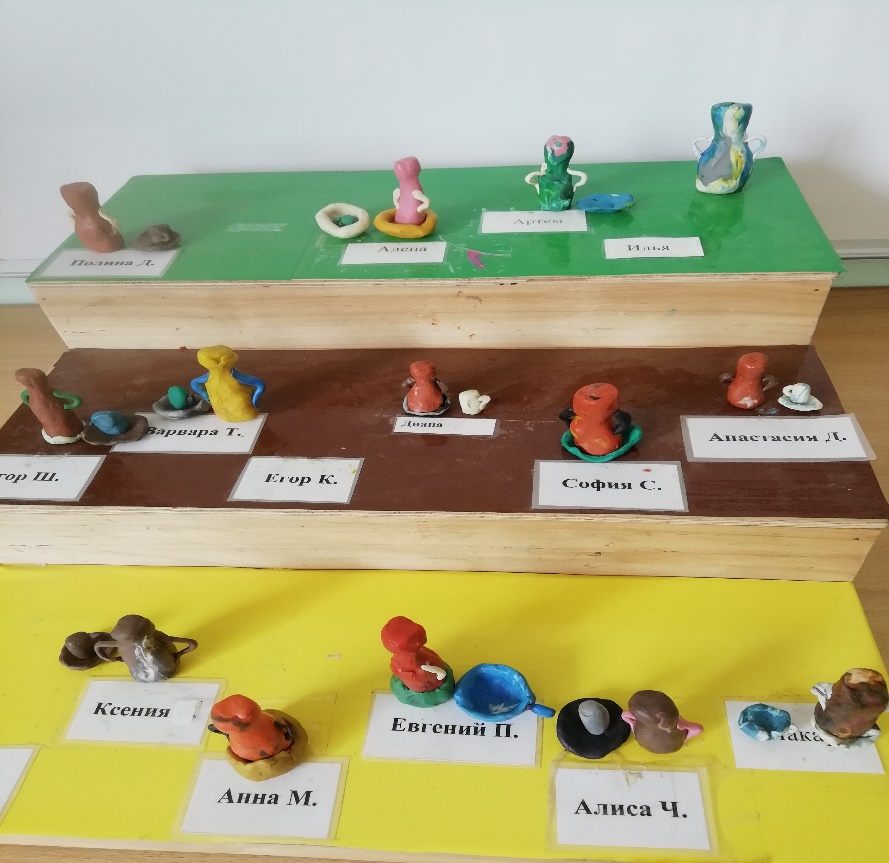 Полина Д.
Алена
Артем
Илья
гор Ш.
Варвара Т.
Егор К.
Диана
София С.
Анастасия Д.
Ксения
Анна М.
Евгений П.
Алиса Ч.